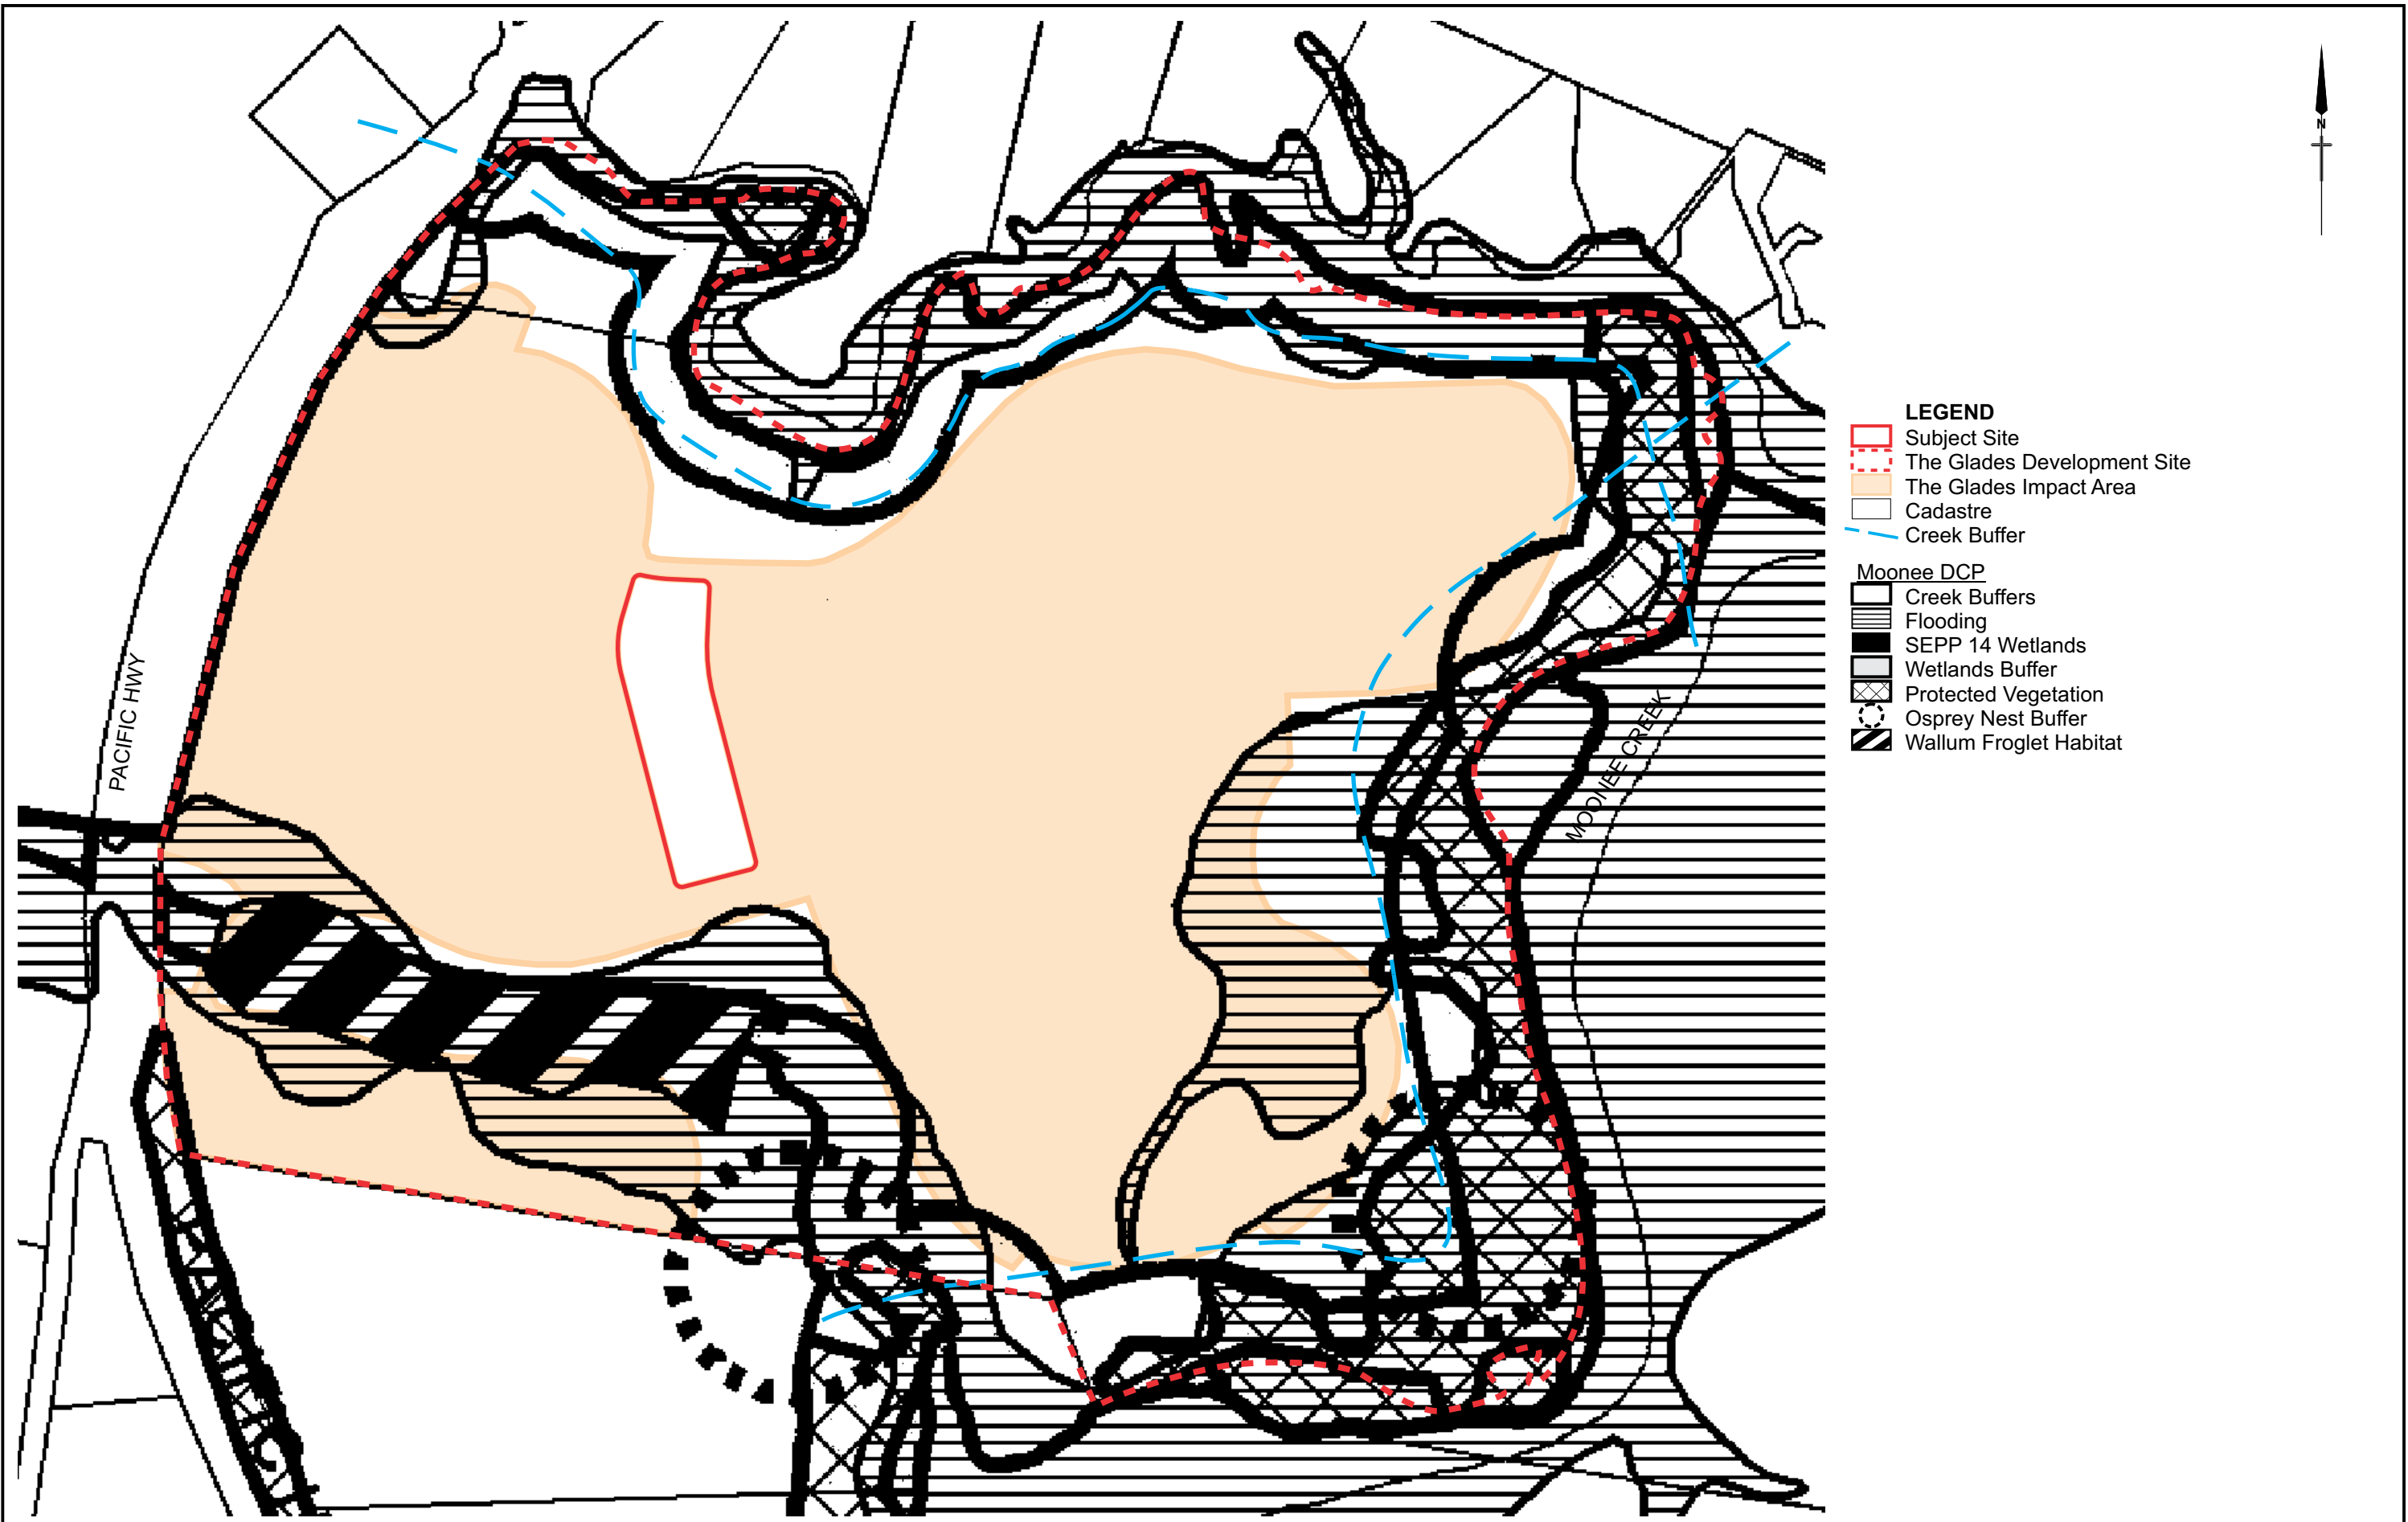 N
LEGEND
Subject Site
The Glades Development Site
The Glades Impact Area
Cadastre
Creek Buffer
Moonee DCP
Creek Buffers
Flooding
SEPP 14 Wetlands
Wetlands Buffer
Protected Vegetation
Osprey Nest Buffer
Wallum Froglet Habitat
PACIFIC HWY
MOONEE CREEK